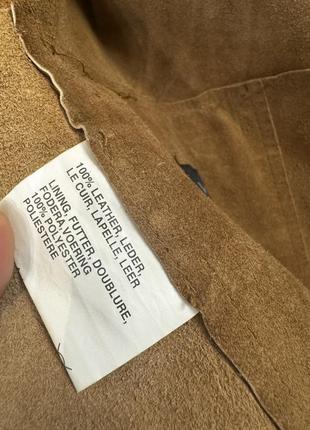 100% LEATHER, LEDER,
LE CUIR, LAPELLE, LEER
LINING, FUTTER, DOUBLURE,
FODERA, VOERING
100% POLYESTER
POLIESTERE